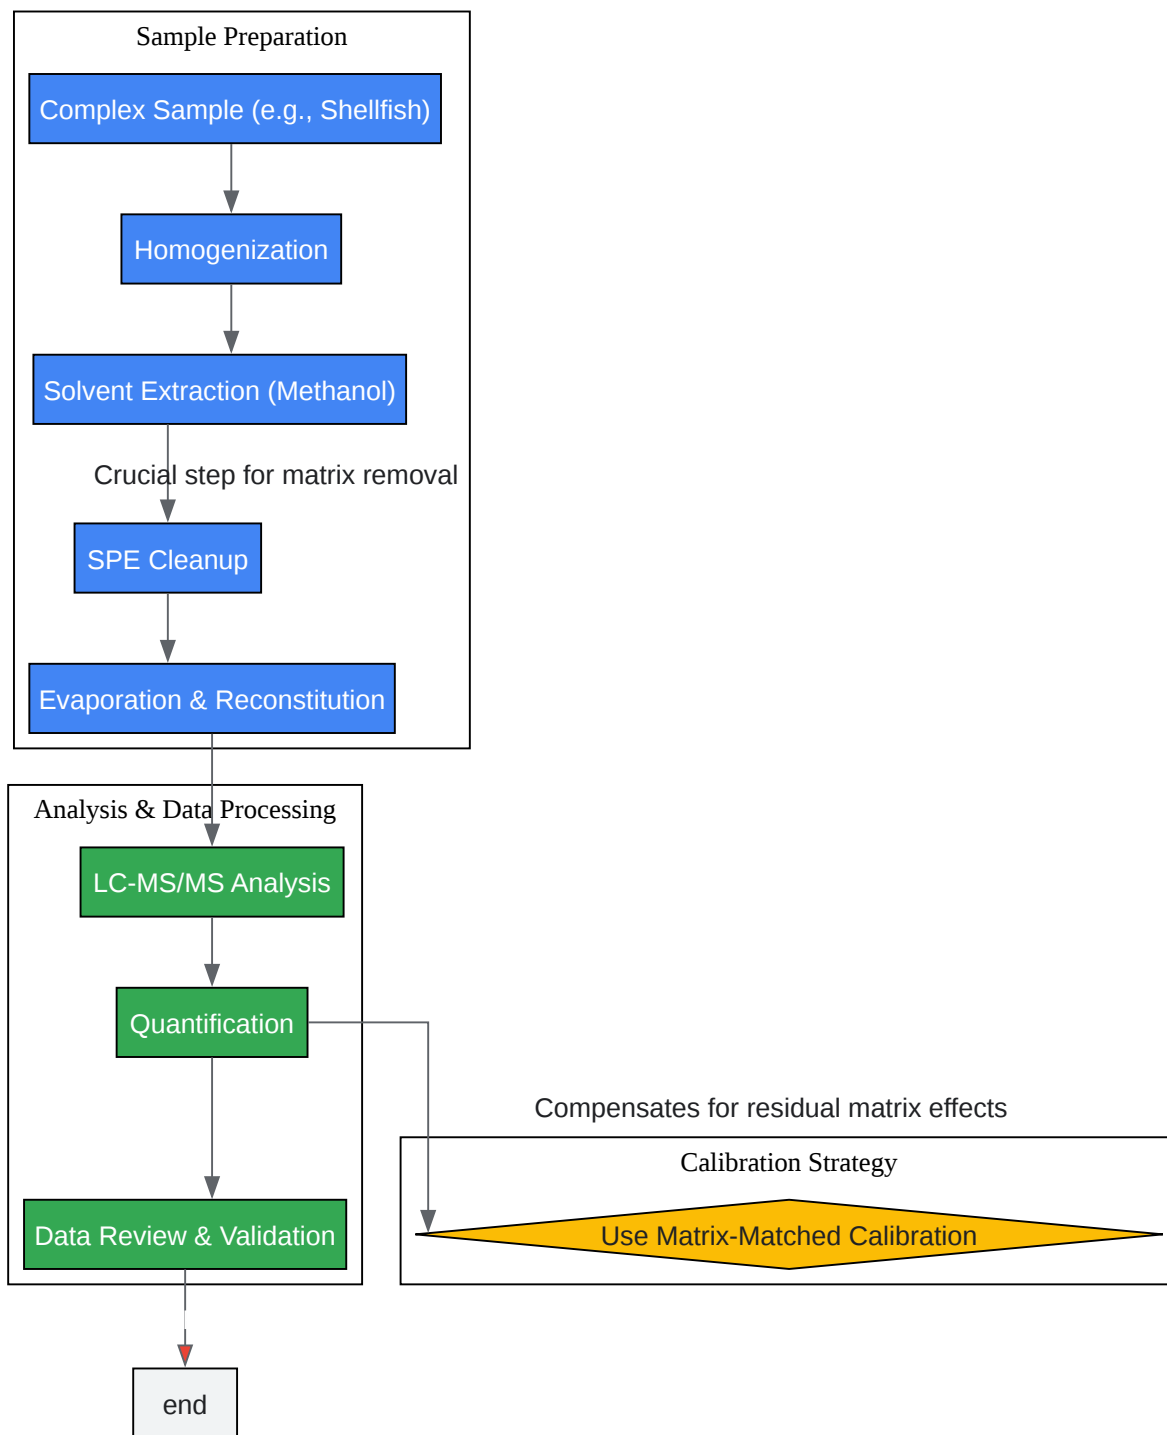 Sample Preparation
Complex Sample (e.g., Shellfish)
Homogenization
Solvent Extraction (Methanol)
Crucial step for matrix removal
SPE Cleanup
Evaporation & Reconstitution
Analysis & Data Processing
LC-MS/MS Analysis
Quantification
Compensates for residual matrix effects
Calibration Strategy
Use Matrix-Matched Calibration
Data Review & Validation
end